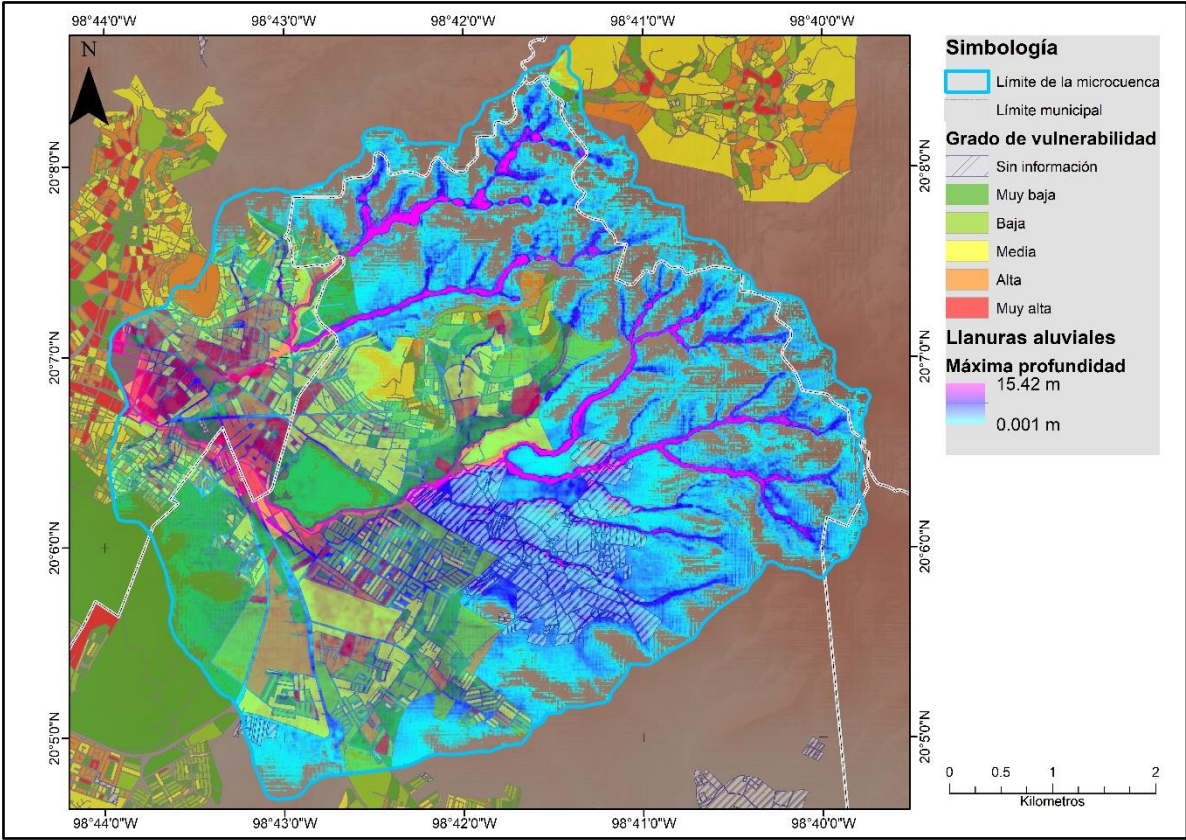 98°44'0"W 98°43'0"W 98°42'0"W 98°41'0"W 98°40'0"W
N
20°8'0"N 20°8'0"N
20°7'0"N 20°7'0"N
20°6'0"N 20°6'0"N
20°5'0"N 20°5'0"N
98°44'0"W 98°43'0"W 98°42'0"W 98°41'0"W 98°40'0"W
Simbología
Límite de la microcuenca
Límite municipal
Grado de vulnerabilidad
Sin información
Muy baja
Baja
Media
Alta
Muy alta
Llanuras aluviales
Máxima profundidad
15.42 m
0.001 m
0 0.5 1 2
Kilometros